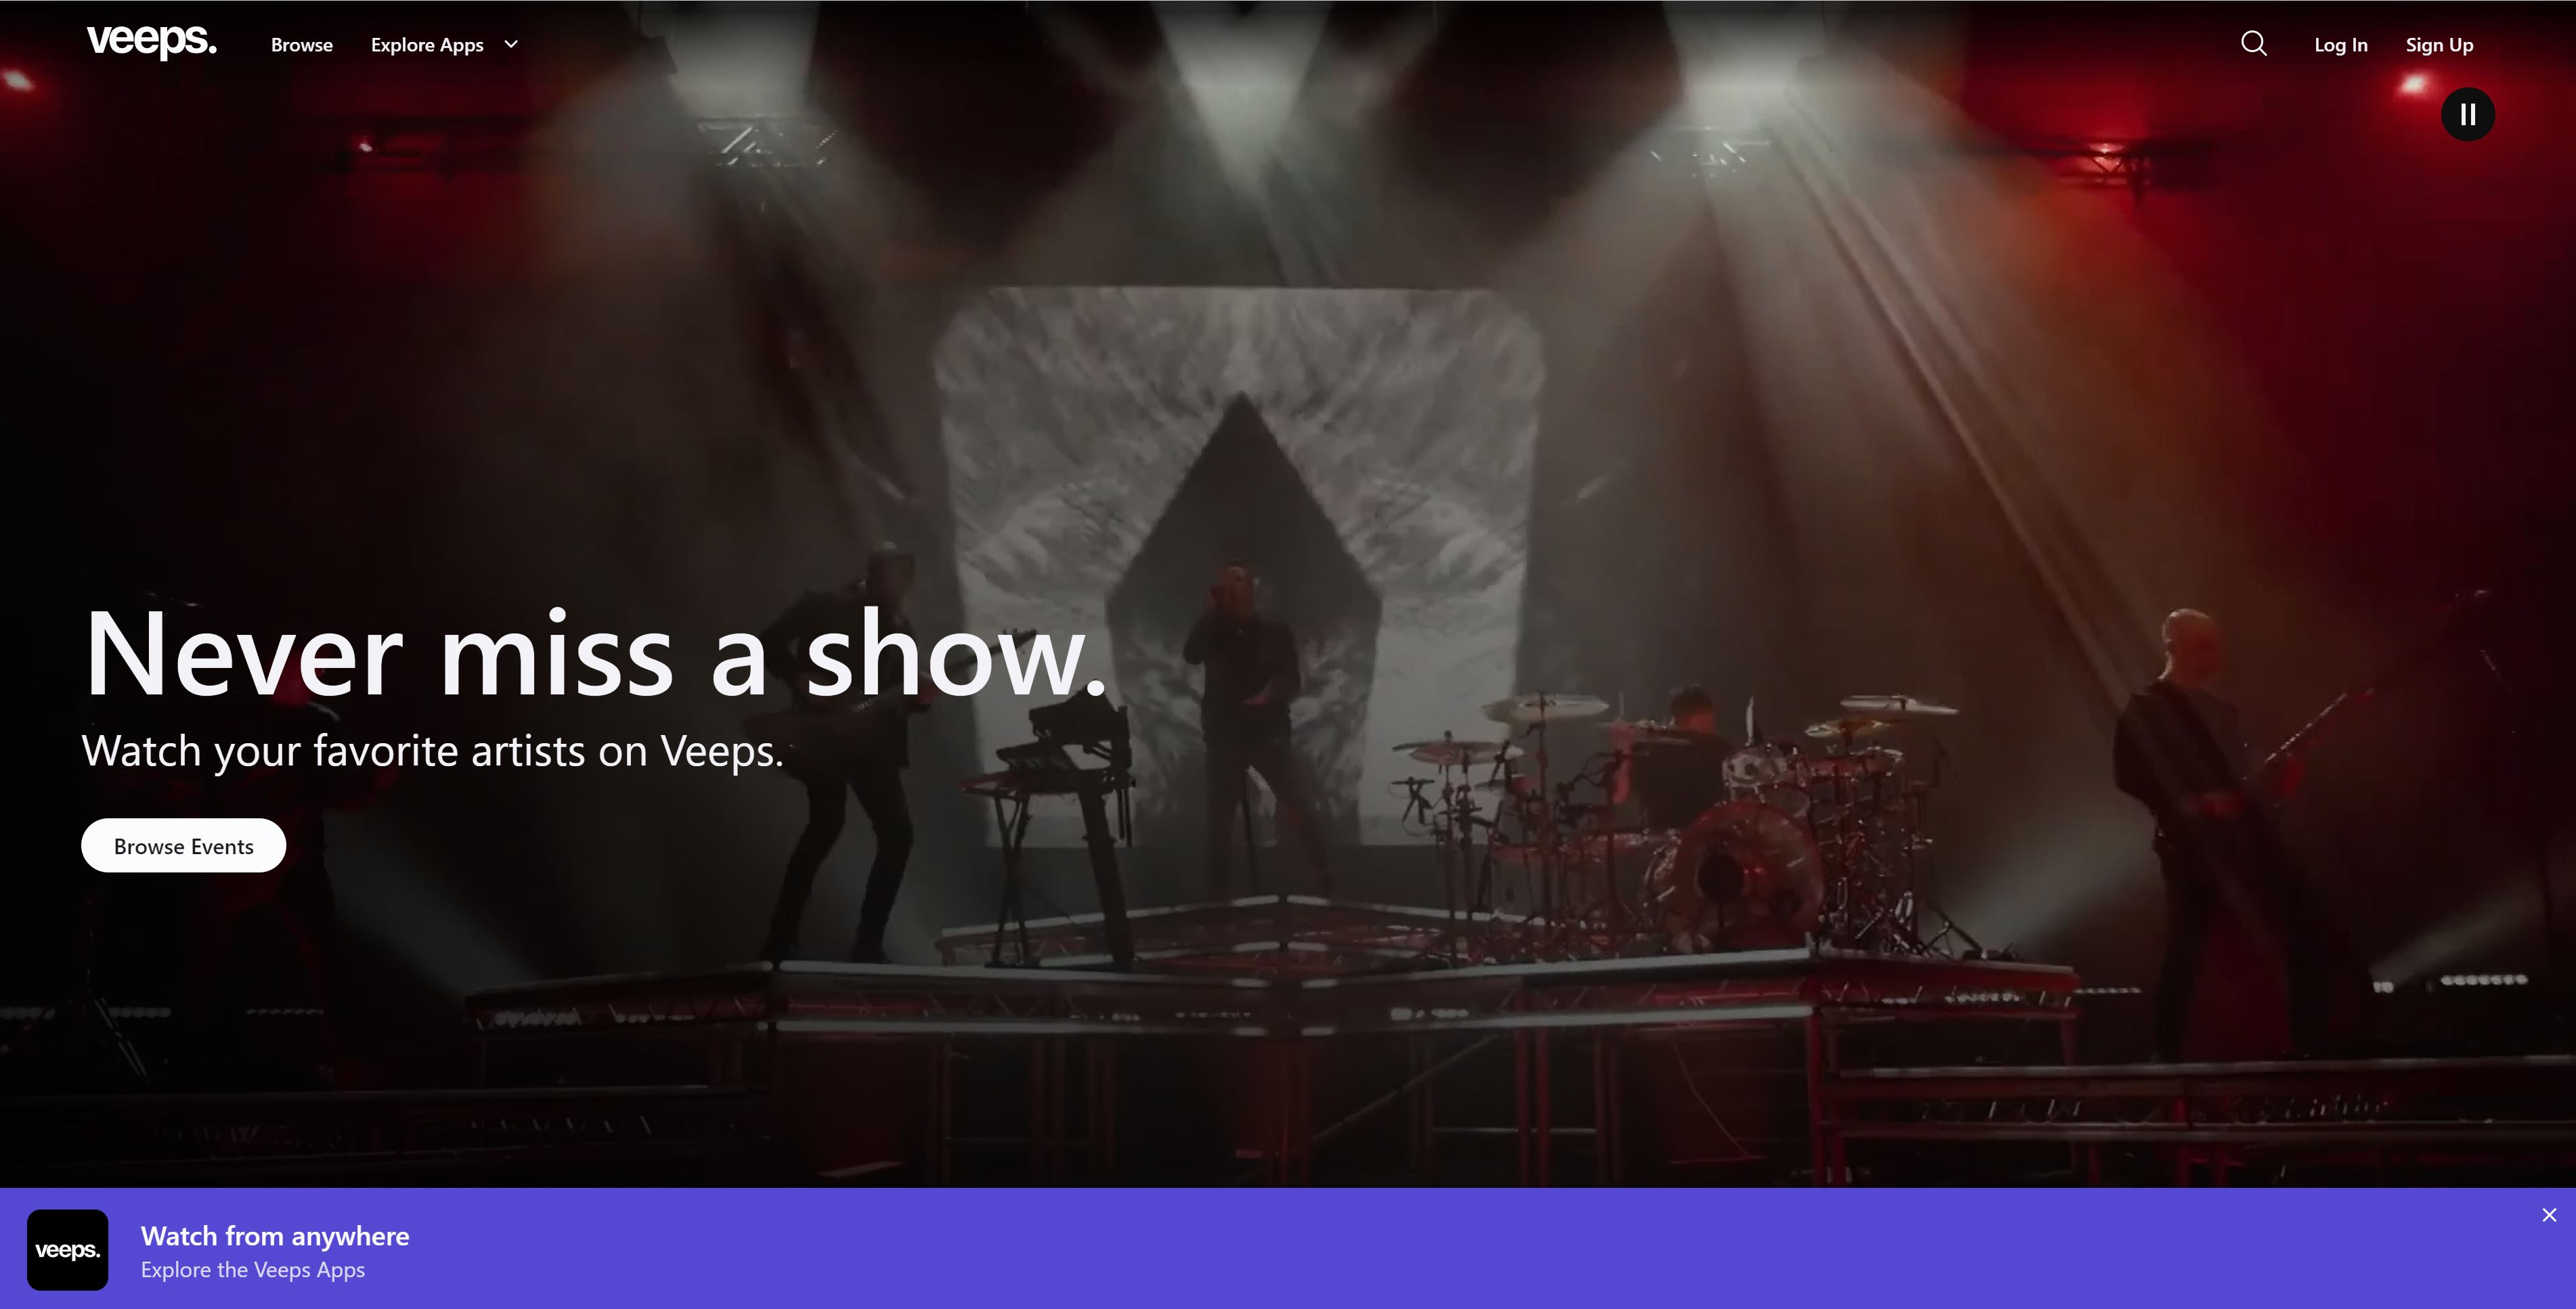 veeps.
Browse
Explore Apps
Log In
Sign Up
Never miss a show.
Watch your favorite artists on Veeps.
Browse Events
veeps.
Watch from anywhere
Explore the Veeps Apps